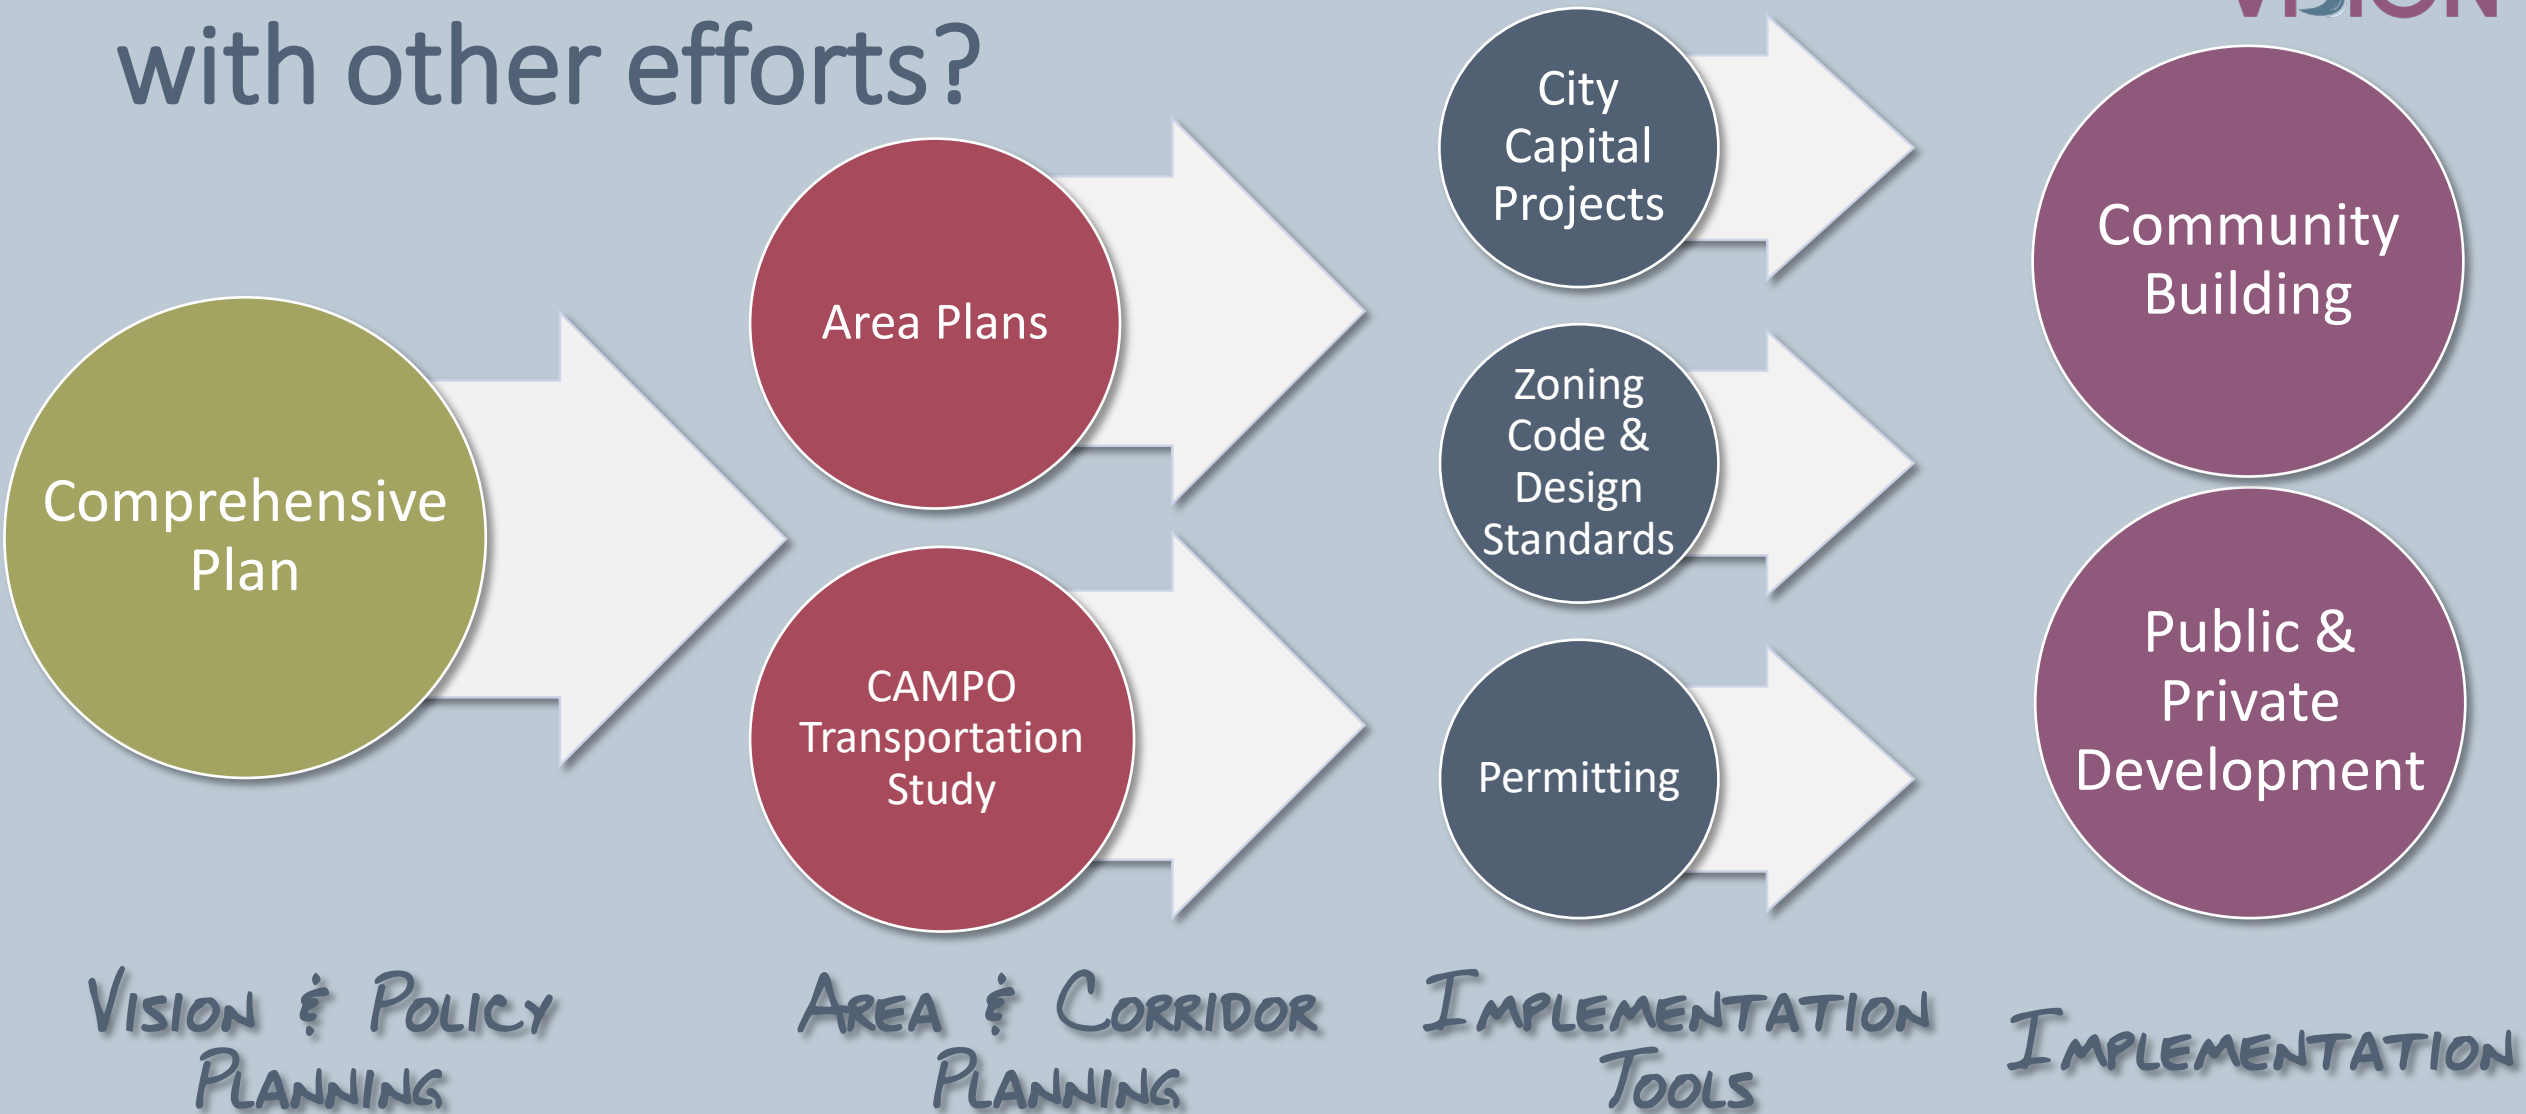 with other efforts?
VISION
Comprehensive
Plan
Area Plans
CAMPO
Transportation
Study
City
Capital
Projects
Zoning
Code &
Design
Standards
Permitting
Community
Building
Public &
Private
Development
VISION & POLICY
PLANNING
AREA & CORRIDOR
PLANNING
IMPLEMENTATION
TOOLS
IMPLEMENTATION